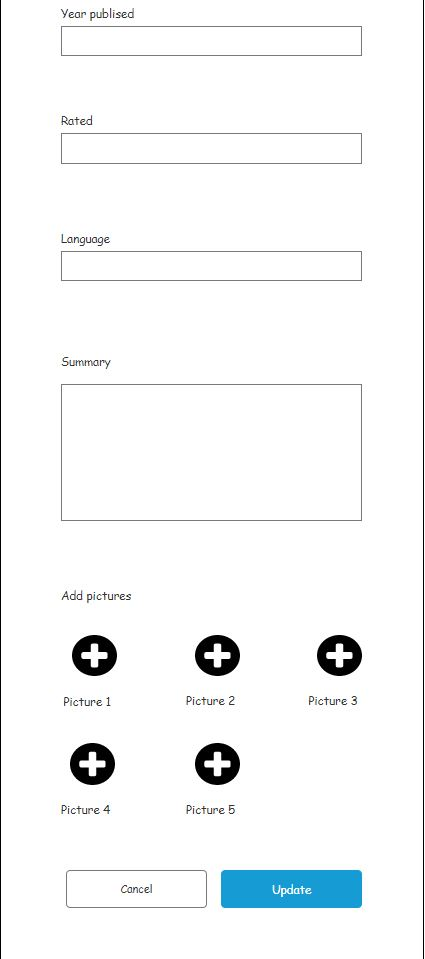 Year publised
Rated
Language
Summary
Add pictures
Picture 1 Picture 2 Picture 3
Picture 4 Picture 5
Cancel Update